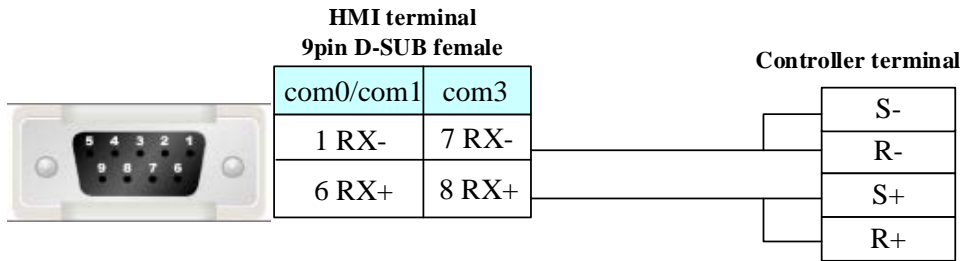 HMI terminal
9pin D-SUB female
Controller terminal
com0/com1 com3
1 RX- 7 RX-
6 RX+ 8 RX+
5 4 3 2 1
9 8 7 6
S-
R-
S+
R+